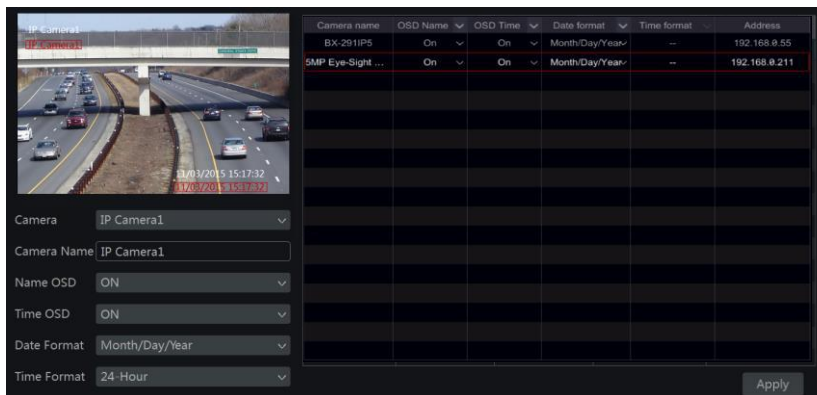 IP Camera1
IP Camera1
11/03/2015 15:17:32
11/03/2015 15:17:32
Camera IP Camera1
Camera Name IP Camera1
Name OSD ON
Time OSD ON
Date Format Month/Day/Year
Time Format 24-Hour
Camera name OSD Name OSD Time Date format Time format Address
BX-291IP5 On On Month/Day/Year -- 192.168.0.55
5MP Eye-Sight ... On On Month/Day/Year -- 192.168.0.211
Apply